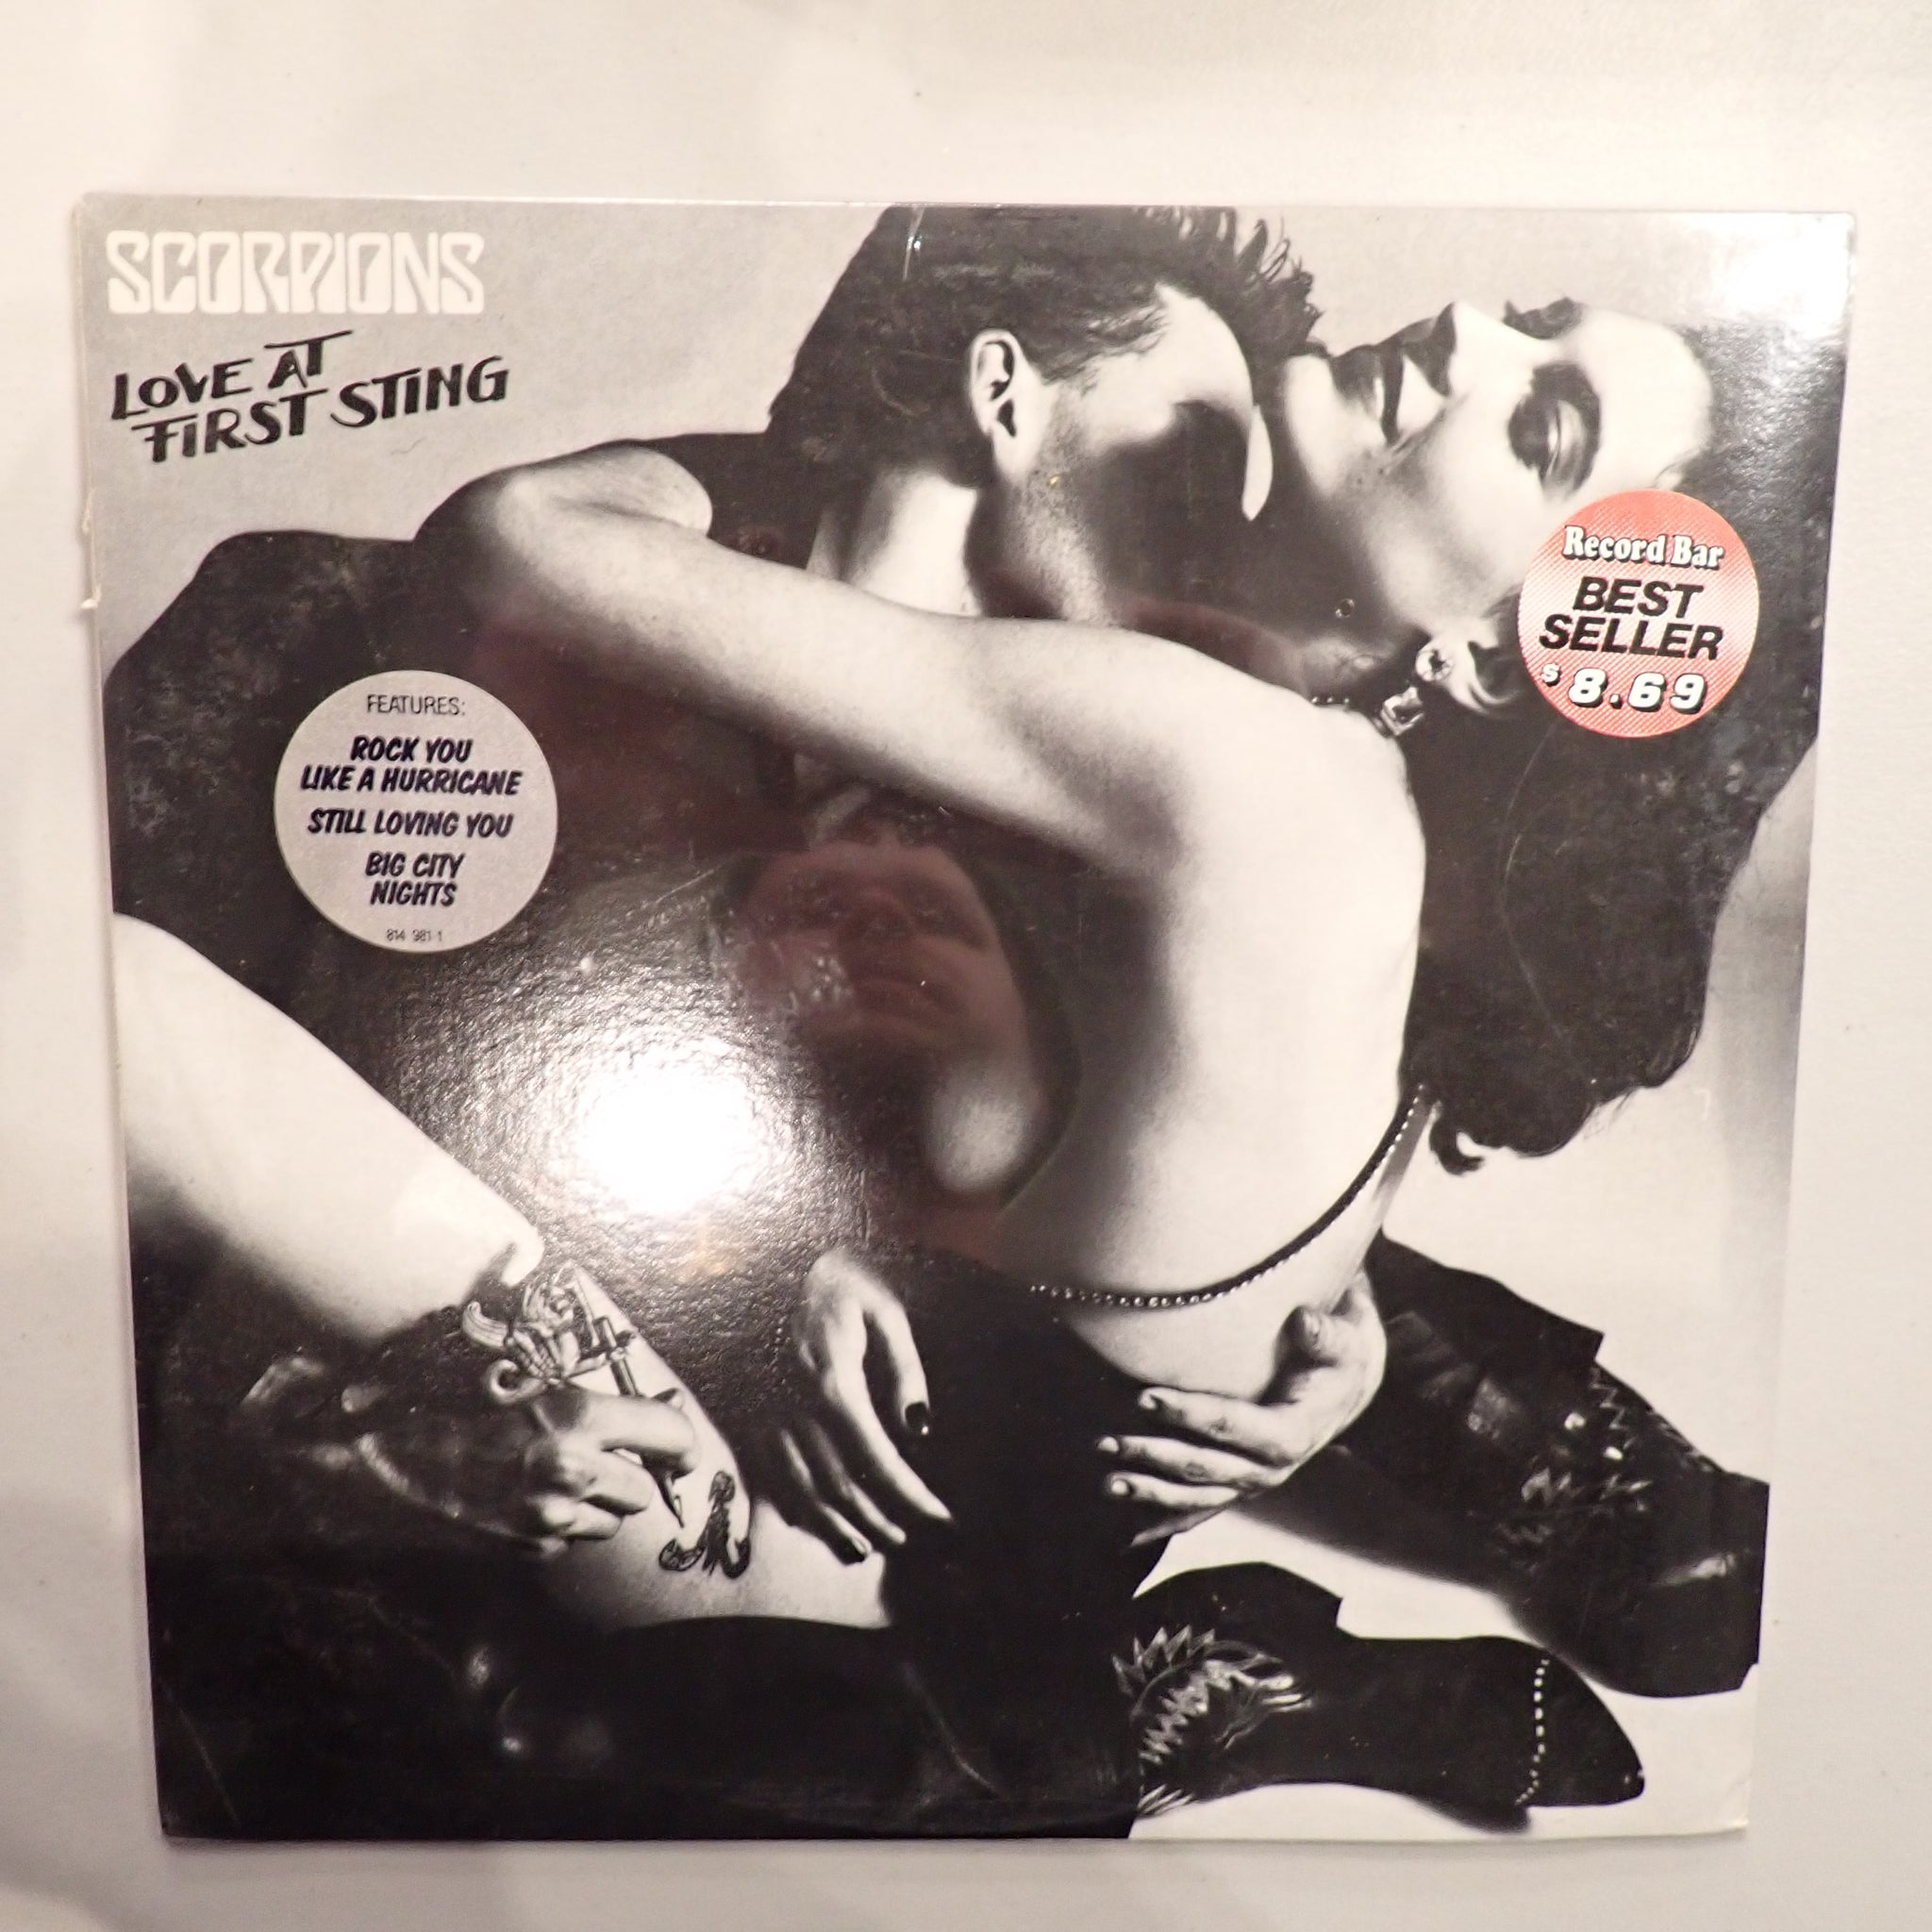 SCORPIONS
LOVE AT
FIRST STING
Record Bar
BEST
SELLER
$8.69
FEATURES:
ROCK YOU
LIKE A HURRICANE
STILL LOVING YOU
BIG CITY
NIGHTS
814 981 1